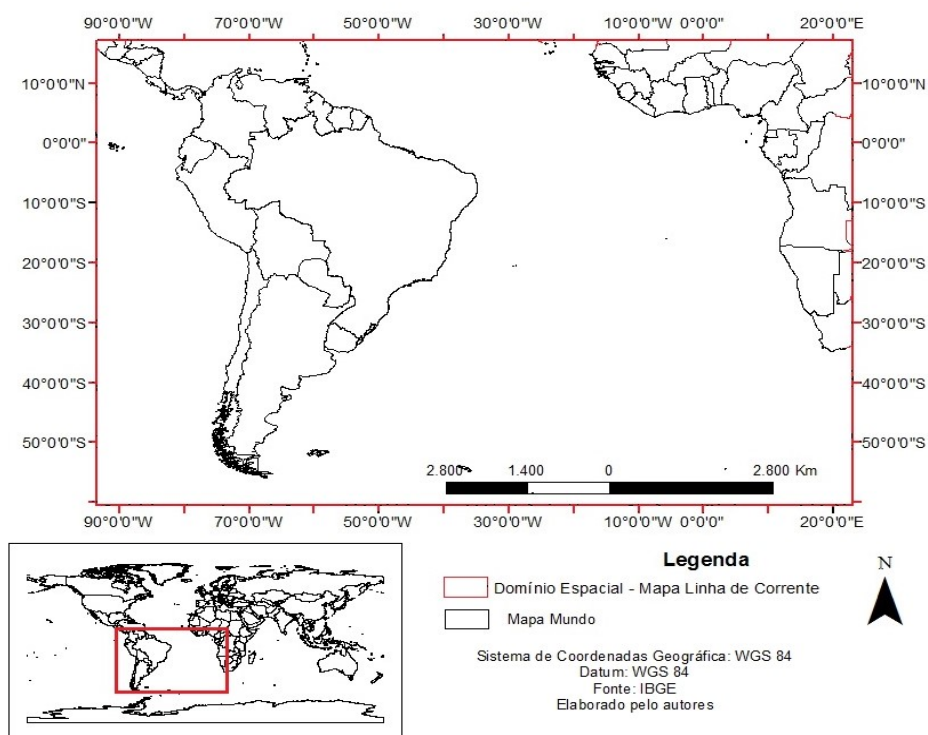 90°0'0"W 70°0'0"W 50°0'0"W 30°0'0"W 10°0'0"W 0°0'0" 20°0'0"E
10°0'0"N 10°0'0"N
0°0'0" 0°0'0"
10°0'0"S 10°0'0"S
20°0'0"S 20°0'0"S
30°0'0"S 30°0'0"S
40°0'0"S 40°0'0"S
50°0'0"S 50°0'0"S
2.800 1.400 0 2.800 Km
90°0'0"W 70°0'0"W 50°0'0"W 30°0'0"W 10°0'0"W 0°0'0" 20°0'0"E
Legenda
N
Domínio Espacial - Mapa Linha de Corrente
Mapa Mundo
Sistema de Coordenadas Geográfica: WGS 84
Datum: WGS 84
Fonte: IBGE
Elaborado pelo autores